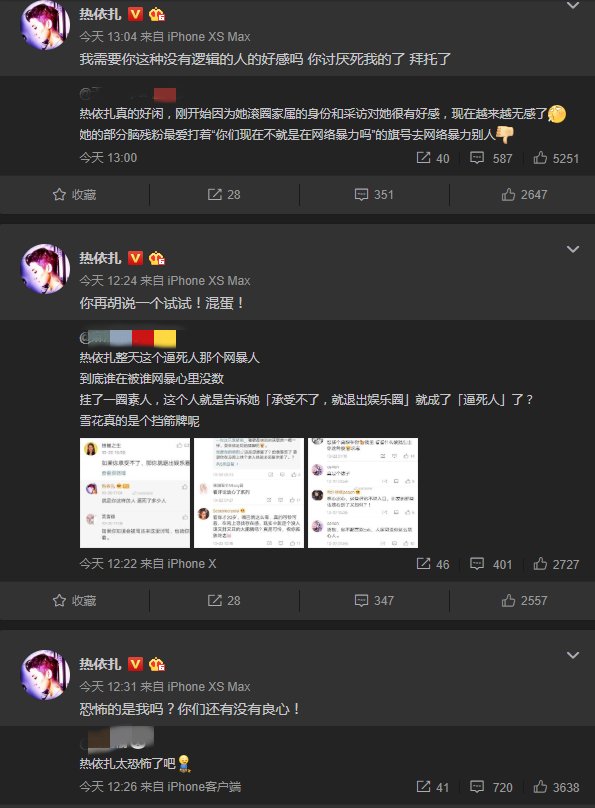 热依扎
今天 13:04 来自 iPhone XS Max
我需要你这种没有逻辑的人的好感吗 你讨厌死我的了 拜托了
热依扎真的好闲，刚开始因为她滚圈家属的身份和采访对她很有好感，现在越来越无感了
她的部分脑残粉最爱打着“你们现在不就是在网络暴力吗”的旗号去网络暴力别人
今天 13:00
40 587 5251
收藏 28 351 2647
热依扎
今天 12:24 来自 iPhone XS Max
你再胡说一个试试！混蛋！
热依扎整天这个逼死人那个网暴人
到底谁在被谁网暴心里没数
挂了一圈素人，这个人就是告诉她「承受不了，就退出娱乐圈」就成了「逼死人」了？
雪花真的是个挡箭牌呢
今天 12:22 来自 iPhone X
46 401 2727
收藏 28 347 2557
热依扎
今天 12:31 来自 iPhone XS Max
恐怖的是我吗？你们还有没有良心！
热依扎太恐怖了吧
今天 12:26 来自 iPhone客户端
41 720 3638